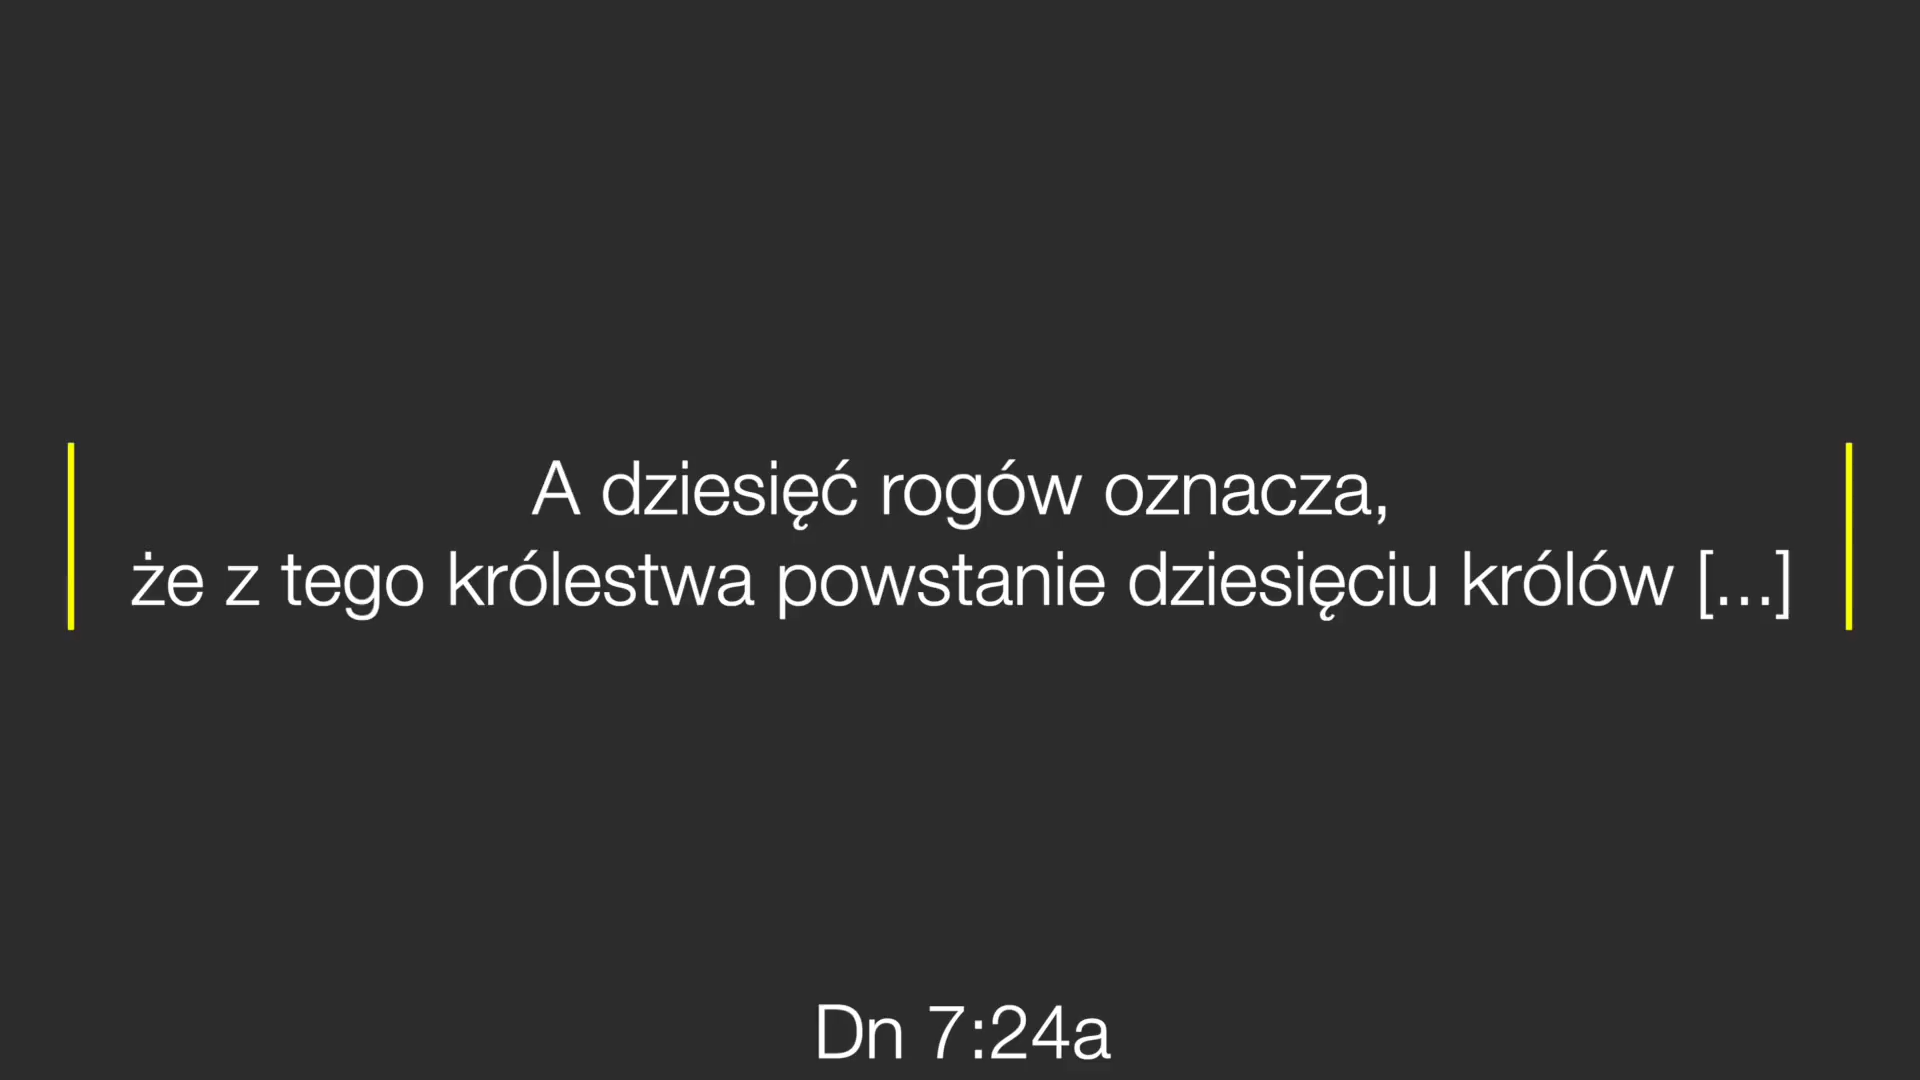 A dziesięć rogów oznacza,
że z tego królestwa powstanie dziesięciu królów [...]
Dn 7:24a